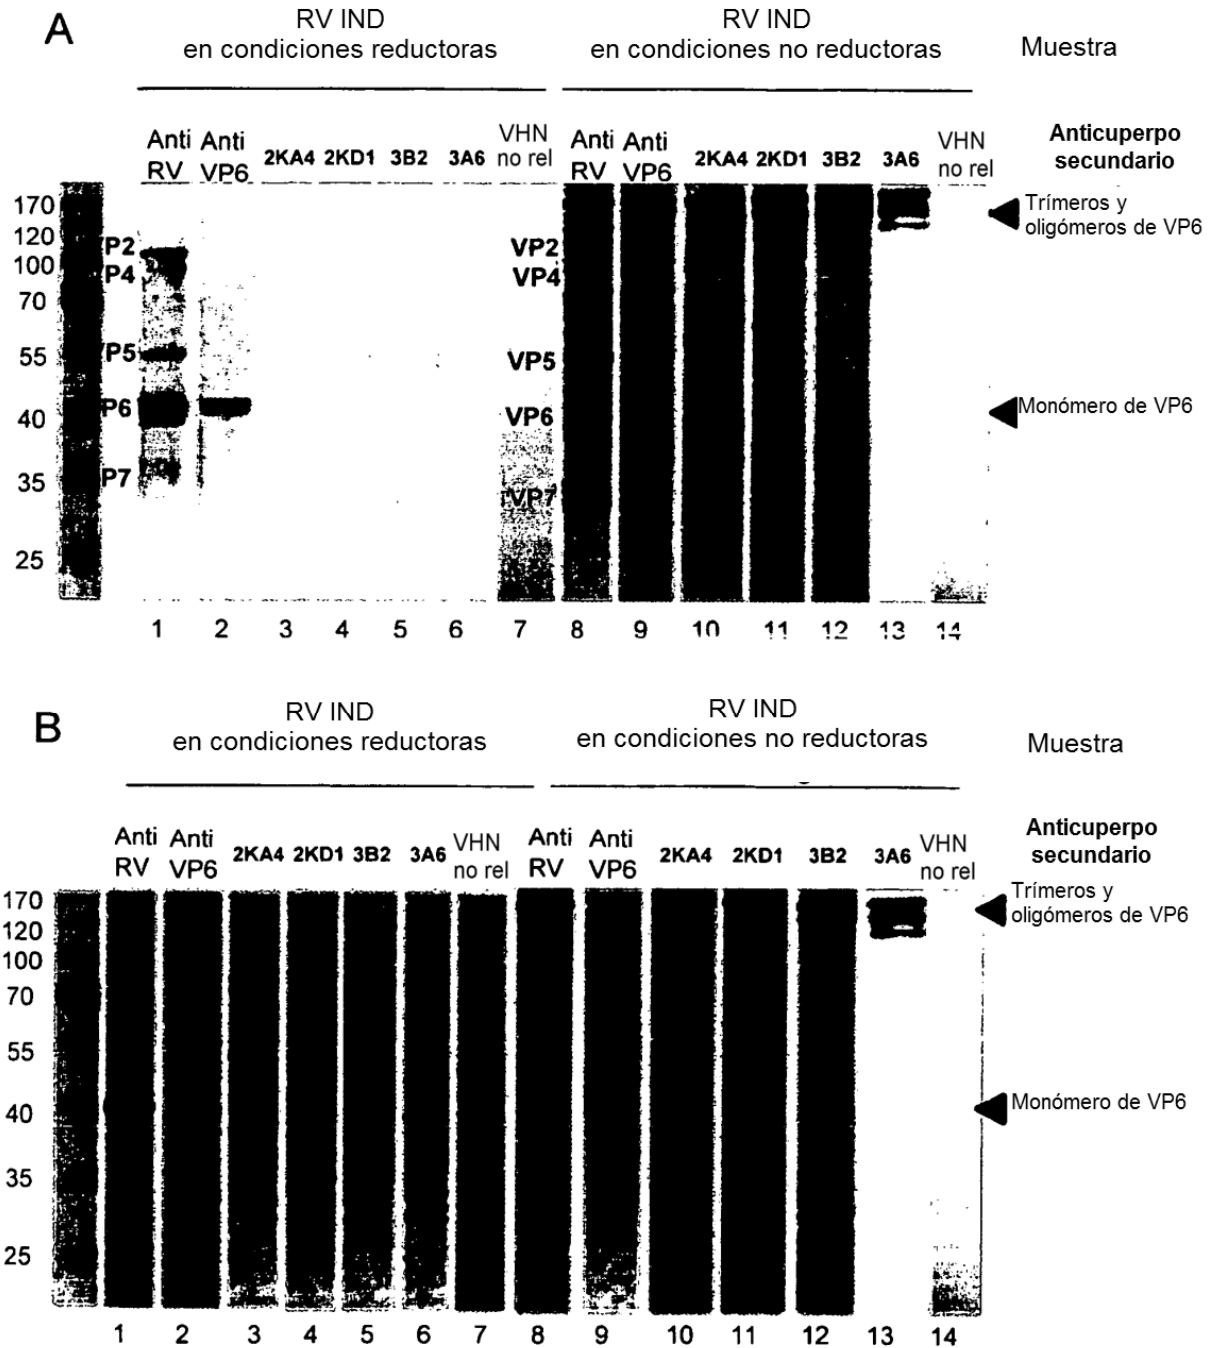 A
RV IND
en condiciones reductoras
RV IND
en condiciones no reductoras
Muestra
Anti
RV
Anti
VP6
2KA4
2KD1
3B2
3A6
VHN
no rel
Anti
RV
Anti
VP6
2KA4
2KD1
3B2
3A6
VHN
no rel
Anticuperpo
secundario
170
120
100
70
55
40
35
25
P2
P4
P5
P6
P7
VP2
VP4
VP5
VP6
VP7
Trímeros y
oligómeros de VP6
Monómero de VP6
1 2 3 4 5 6 7 8 9 10 11 12 13 14
B
RV IND
en condiciones reductoras
RV IND
en condiciones no reductoras
Muestra
Anti
RV
Anti
VP6
2KA4
2KD1
3B2
3A6
VHN
no rel
Anti
RV
Anti
VP6
2KA4
2KD1
3B2
3A6
VHN
no rel
Anticuperpo
secundario
170
120
100
70
55
40
35
25
Trímeros y
oligómeros de VP6
Monómero de VP6
1 2 3 4 5 6 7 8 9 10 11 12 13 14